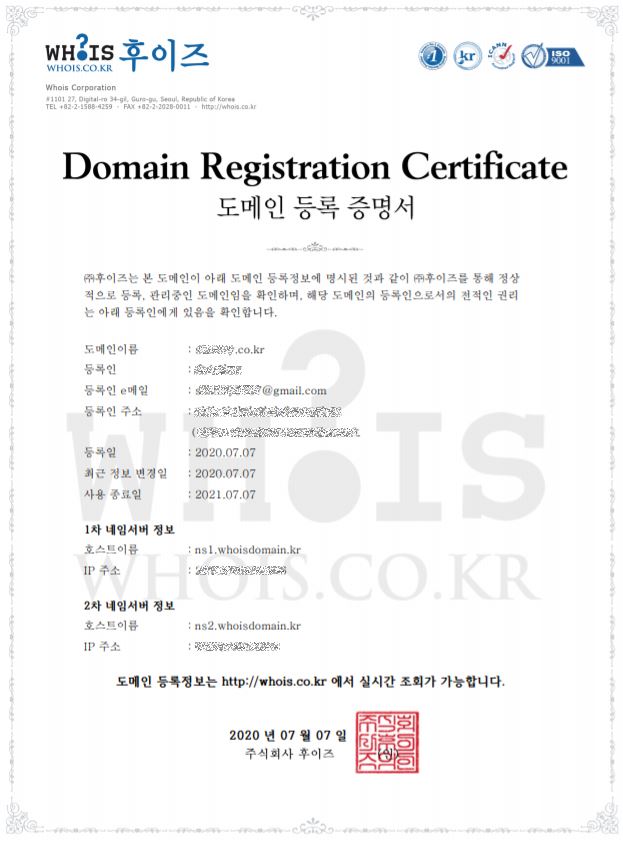 WHOIS 후이즈
WHOIS.CO.KR
KISA
kr
ICANN
ISO
9001
Whois Corporation
#1101 27, Digital-ro 34-gil, Guro-gu, Seoul, Republic of Korea
TEL +82-2-1588-4259 · FAX +82-2-2028-0011 · http://whois.co.kr
Domain Registration Certificate
도메인 등록 증명서
㈜후이즈는 본 도메인이 아래 도메인 등록정보에 명시된 것과 같이 ㈜후이즈를 통해 정상
적으로 등록, 관리중인 도메인임을 확인하며, 해당 도메인의 등록인으로서의 전적인 권리
는 아래 등록인에게 있음을 확인합니다.
도메인이름 : .co.kr
등록인 :
등록인 e메일 : @gmail.com
등록인 주소 :
(
등록일 : 2020.07.07
최근 정보 변경일 : 2020.07.07
사용 종료일 : 2021.07.07
1차 네임서버 정보
호스트이름 : ns1.whoisdomain.kr
IP 주소 :
2차 네임서버 정보
호스트이름 : ns2.whoisdomain.kr
IP 주소 :
WHOIS
WHOIS.CO.KR
도메인 등록정보는 http://whois.co.kr 에서 실시간 조회가 가능합니다.
2020 년 07 월 07 일
주식회사 후이즈 (인)